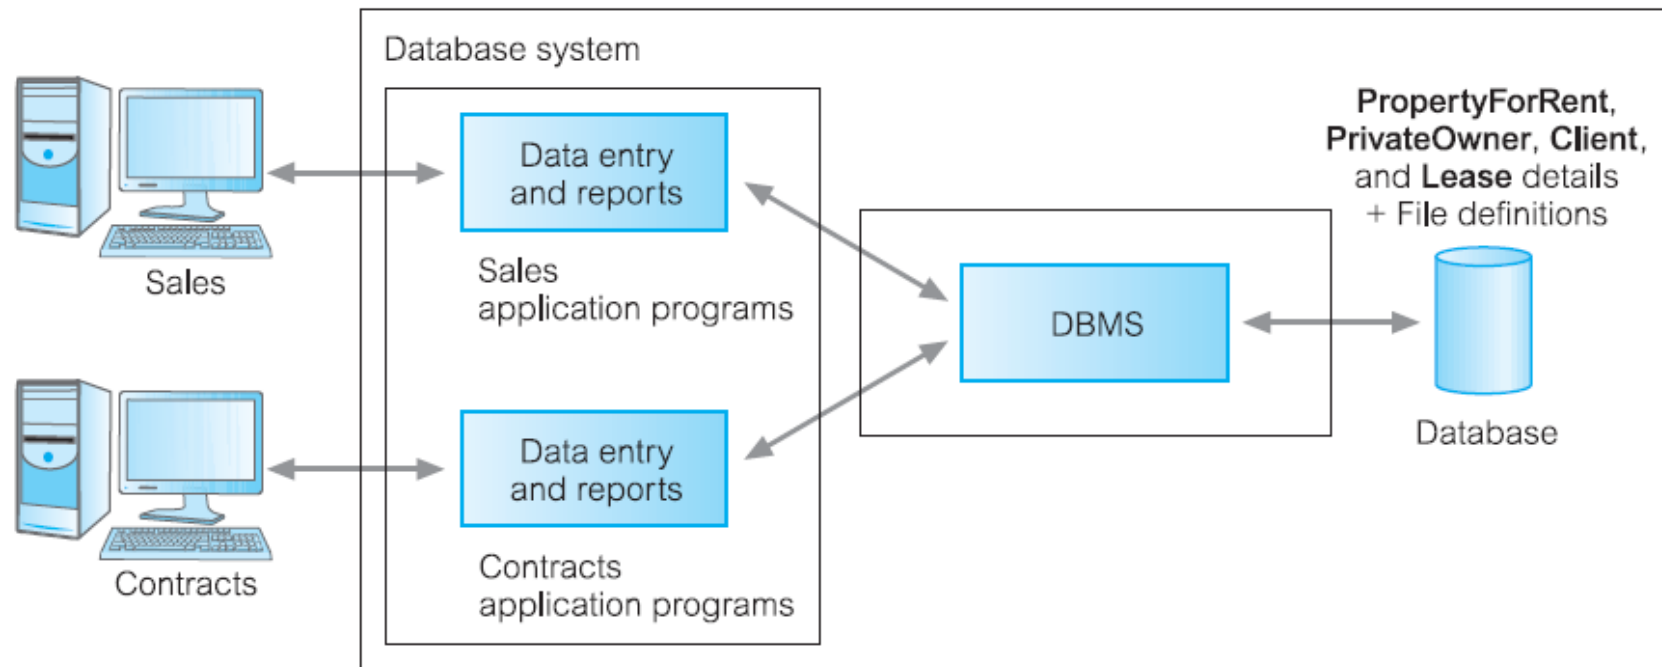 Database system
PropertyForRent,
PrivateOwner, Client,
and Lease details
+ File definitions
Data entry
and reports
Sales
Sales
application programs
DBMS
Database
Data entry
and reports
Contracts
Contracts
application programs